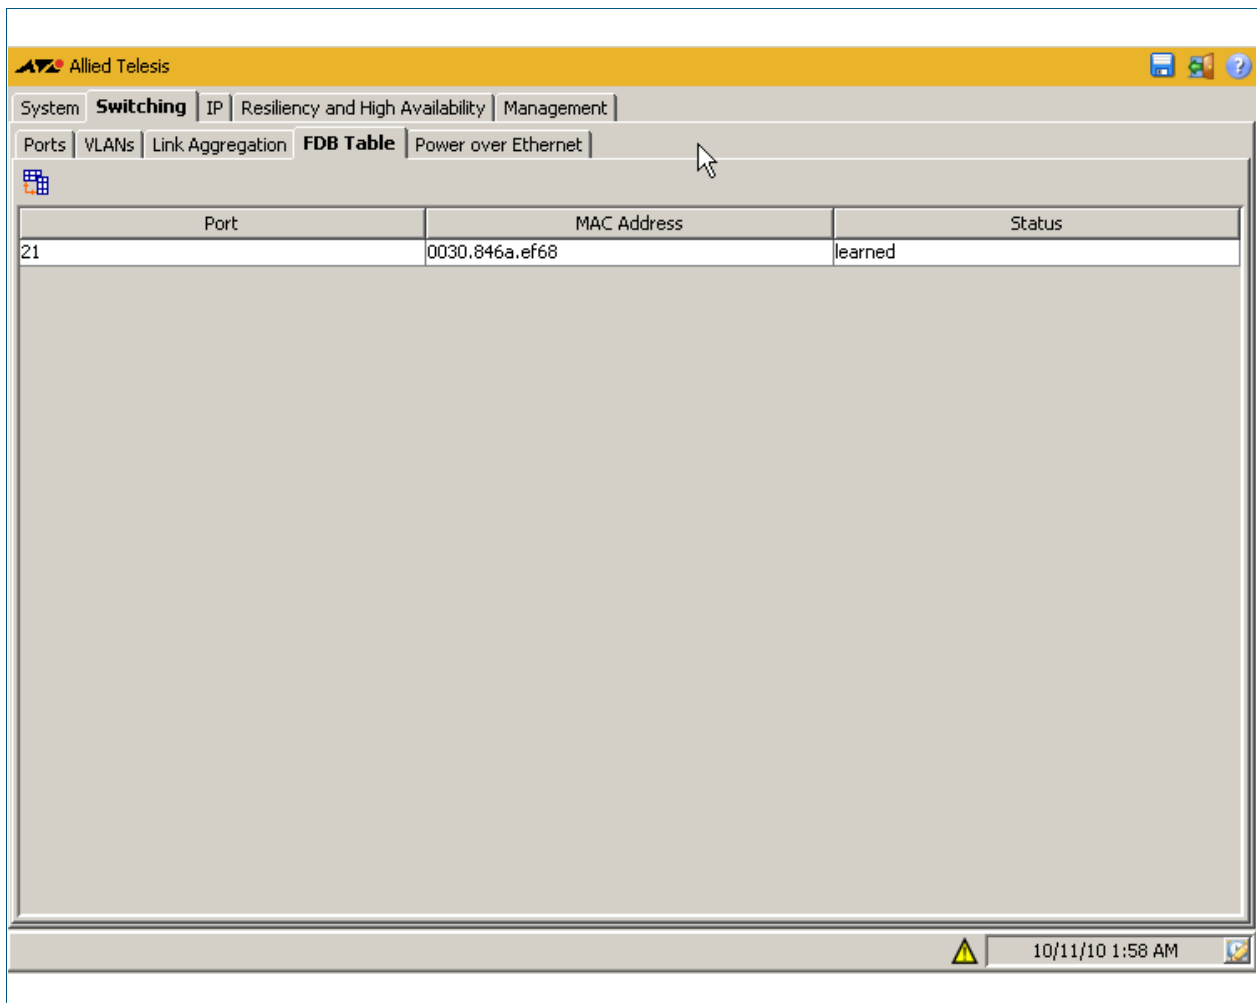 Allied Telesis
System Switching IP Resiliency and High Availability Management
Ports VLANs Link Aggregation FDB Table Power over Ethernet
Port MAC Address Status
21 0030.846a.ef68 learned
10/11/10 1:58 AM